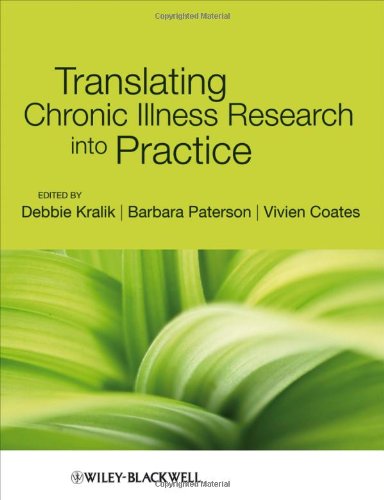 Copyrighted Material
Translating
Chronic Illness Research
into Practice
EDITED BY
Debbie Kralik | Barbara Paterson | Vivien Coates
WILEY-BLACKWELL
Copyrighted Material